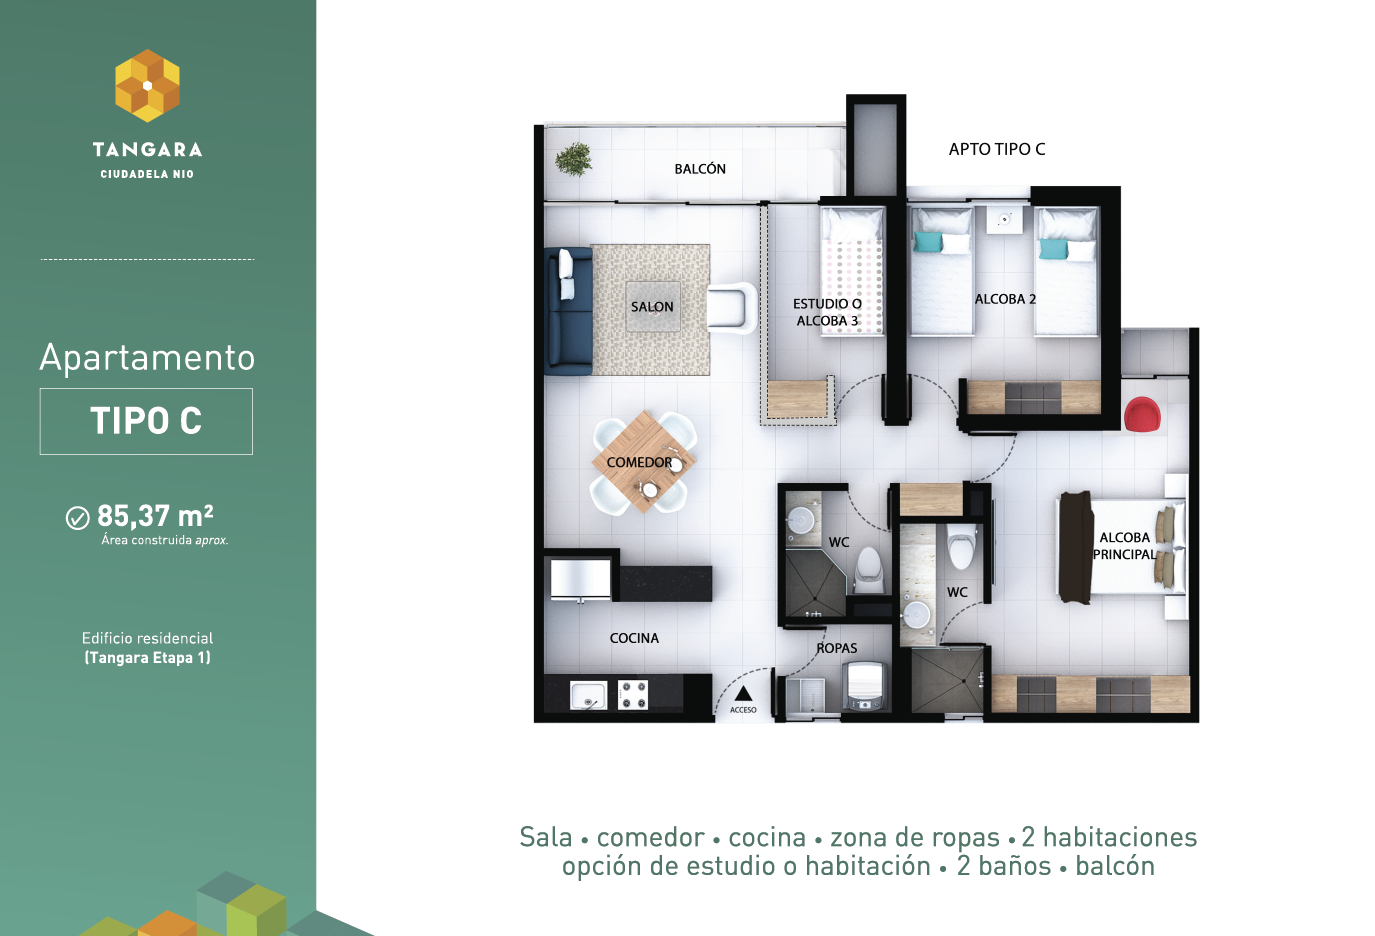 TANGARA
CIUDADELA NIO
Apartamento
TIPO C
85,37 m²
Área construida aprox.
Edificio residencial
(Tangara Etapa 1)
APTO TIPO C
BALCÓN
SALON
ESTUDIO O
ALCOBA 3
ALCOBA 2
COMEDOR
WC
ALCOBA
PRINCIPAL
WC
COCINA
ROPAS
ACCESO
Sala • comedor • cocina • zona de ropas • 2 habitaciones
opción de estudio o habitación • 2 baños • balcón